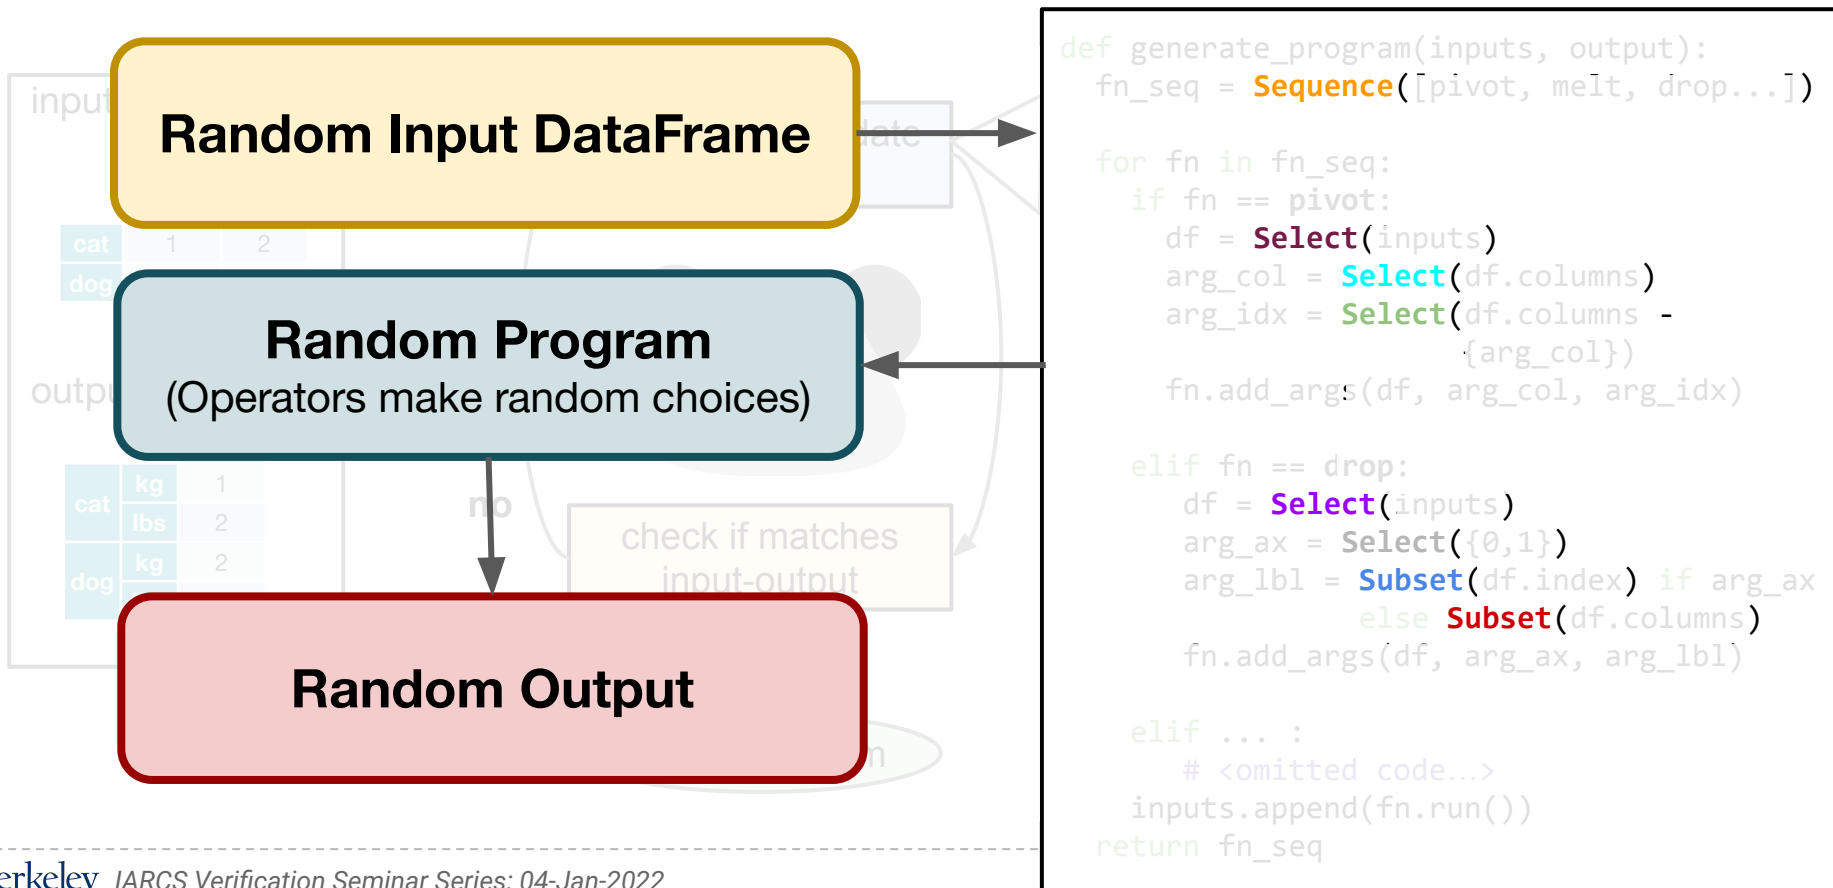 Random Input DataFrame
Random Program
(Operators make random choices)
Random Output
cat 1 2
dog
cat kg 1
lbs 2
dog kg 2
no
check if matches
input-output
def generate_program(inputs, output):
fn_seq = Sequence([pivot, melt, drop...])
for fn in fn_seq:
if fn == pivot:
df = Select(inputs)
arg_col = Select(df.columns)
arg_idx = Select(df.columns -
{arg_col})
fn.add_args(df, arg_col, arg_idx)
elif fn == drop:
df = Select(inputs)
arg_ax = Select({0,1})
arg_lbl = Subset(df.index) if arg_ax
else Subset(df.columns)
fn.add_args(df, arg_ax, arg_lbl)
elif ... :
# <omitted code...>
inputs.append(fn.run())
return fn_seq
IARCS Verification Seminar Series: 04-Jan-2022